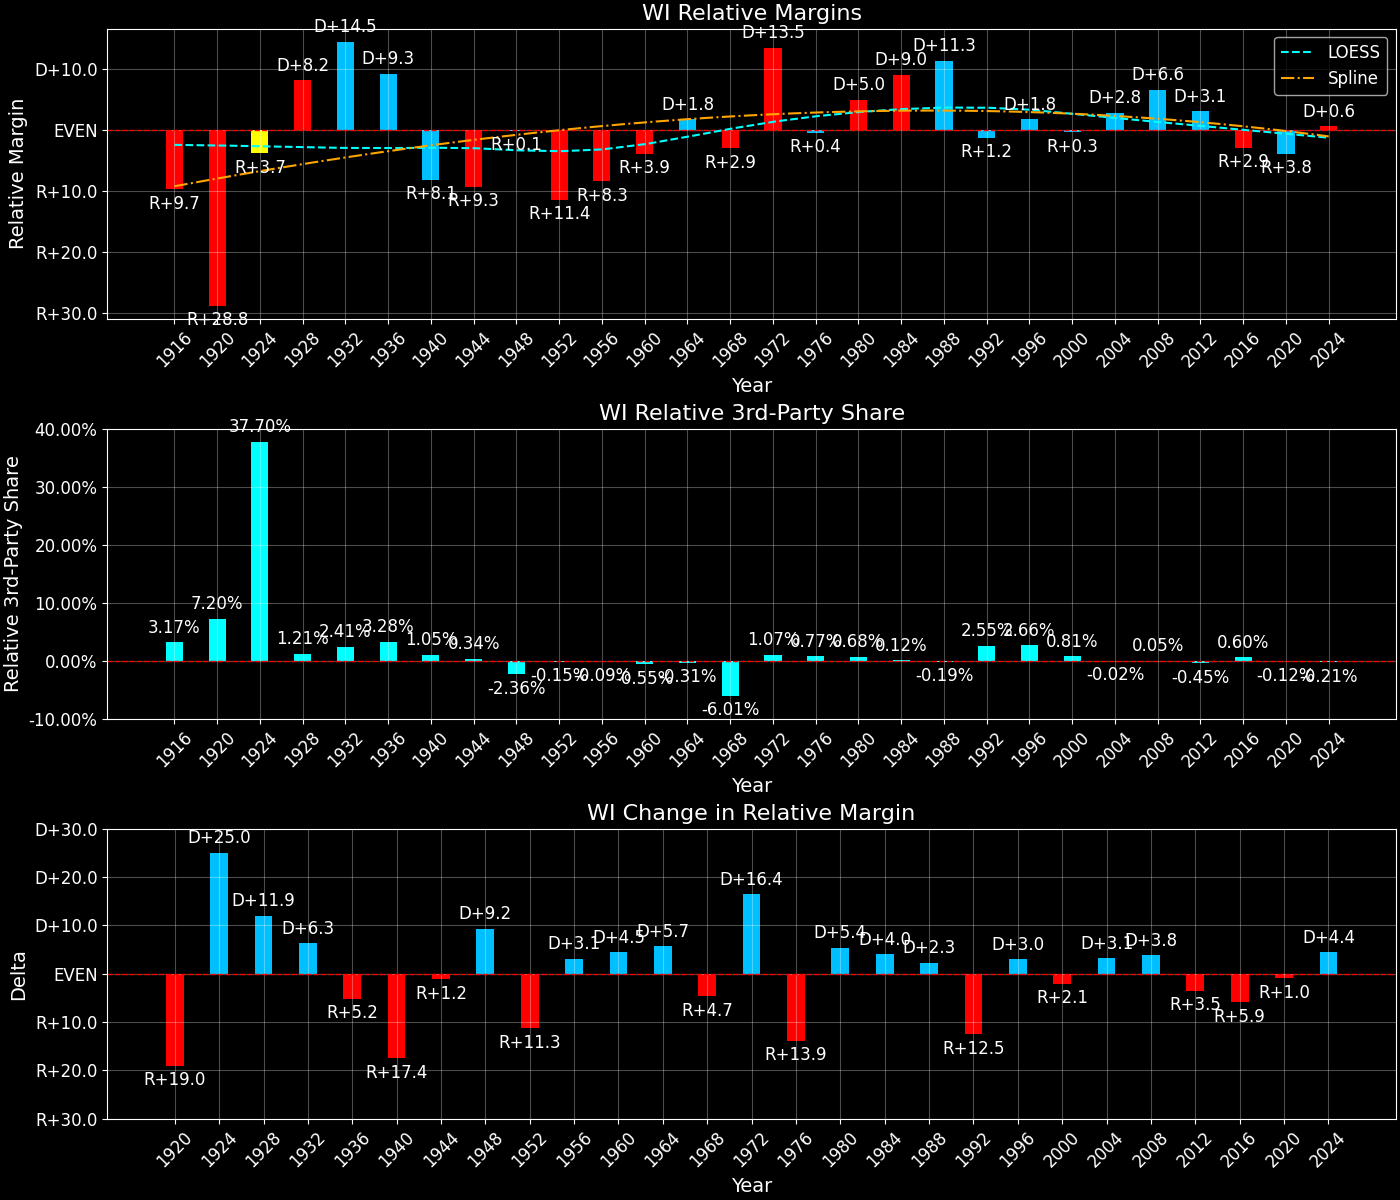 WI Relative Margins
Relative Margin
D+10.0
EVEN
R+10.0
R+20.0
R+30.0
LOESS
Spline
R+9.7
R+28.8
R+3.7
D+8.2
D+14.5
D+9.3
R+8.1
R+9.3
R+0.1
R+11.4
R+8.3
R+3.9
D+1.8
R+2.9
D+13.5
R+0.4
D+5.0
D+9.0
D+11.3
R+1.2
D+1.8
R+0.3
D+2.8
D+6.6
D+3.1
R+2.9
R+3.8
D+0.6
1916 1920 1924 1928 1932 1936 1940 1944 1948 1952 1956 1960 1964 1968 1972 1976 1980 1984 1988 1992 1996 2000 2004 2008 2012 2016 2020 2024
Year
WI Relative 3rd-Party Share
Relative 3rd-Party Share
40.00%
30.00%
20.00%
10.00%
0.00%
-10.00%
3.17%
7.20%
37.70%
1.21%
2.41%
3.28%
1.05%
0.34%
-2.36%
-0.15%
-0.09%
-0.55%
-0.31%
-6.01%
1.07%
0.77%
0.68%
0.12%
-0.19%
2.55%
2.66%
0.81%
-0.02%
0.05%
-0.45%
0.60%
-0.12%
-0.21%
1916 1920 1924 1928 1932 1936 1940 1944 1948 1952 1956 1960 1964 1968 1972 1976 1980 1984 1988 1992 1996 2000 2004 2008 2012 2016 2020 2024
Year
WI Change in Relative Margin
Delta
D+30.0
D+20.0
D+10.0
EVEN
R+10.0
R+20.0
R+30.0
R+19.0
D+25.0
D+11.9
D+6.3
R+5.2
R+17.4
R+1.2
D+9.2
R+11.3
D+3.1
D+4.5
D+5.7
R+4.7
D+16.4
R+13.9
D+5.4
D+4.0
D+2.3
R+12.5
D+3.0
R+2.1
D+3.1
D+3.8
R+3.5
R+5.9
R+1.0
D+4.4
1920 1924 1928 1932 1936 1940 1944 1948 1952 1956 1960 1964 1968 1972 1976 1980 1984 1988 1992 1996 2000 2004 2008 2012 2016 2020 2024
Year